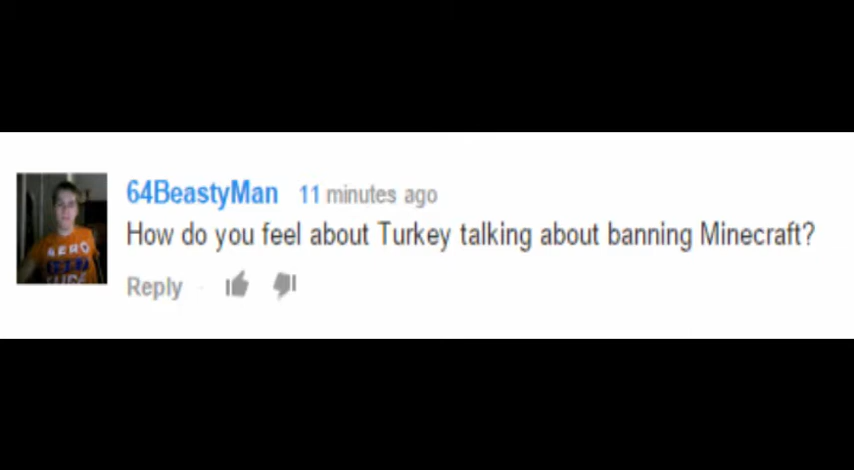 64BeastyMan 11 minutes ago
How do you feel about Turkey talking about banning Minecraft?
Reply